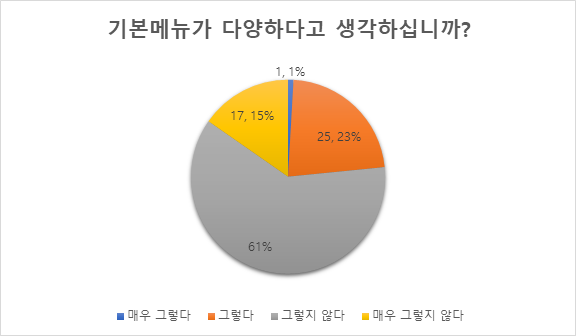 기본메뉴가 다양하다고 생각하십니까?
1, 1%
25, 23%
17, 15%
61%
매우 그렇다 그렇다 그렇지 않다 매우 그렇지 않다